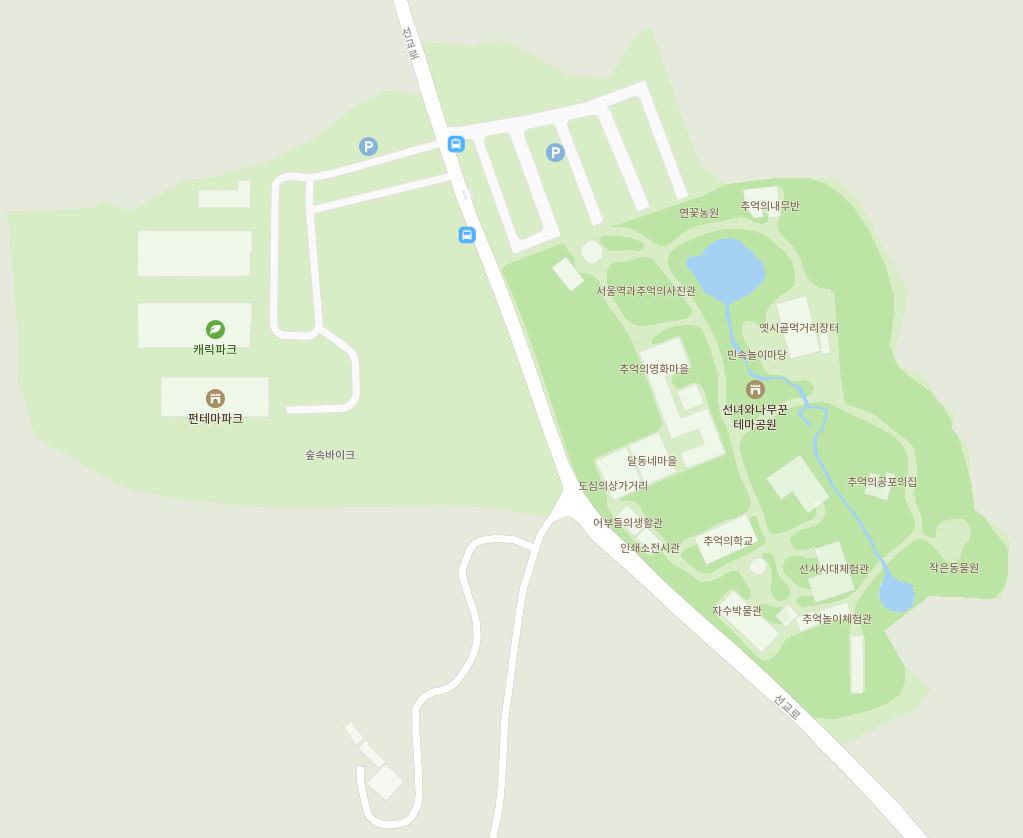 선교로
P
P
연꽃농원
추억의내무반
서울역과추억의사진관
옛시골먹거리장터
캐릭파크
민속놀이마당
추억의영화마을
선녀와나무꾼
테마공원
펀테마파크
숲속바이크
달동네마을
도심의상가거리
추억의공포의집
어부들의생활관
추억의학교
인쇄소전시관
선사시대체험관
작은동물원
자수박물관
추억놀이체험관
선교로